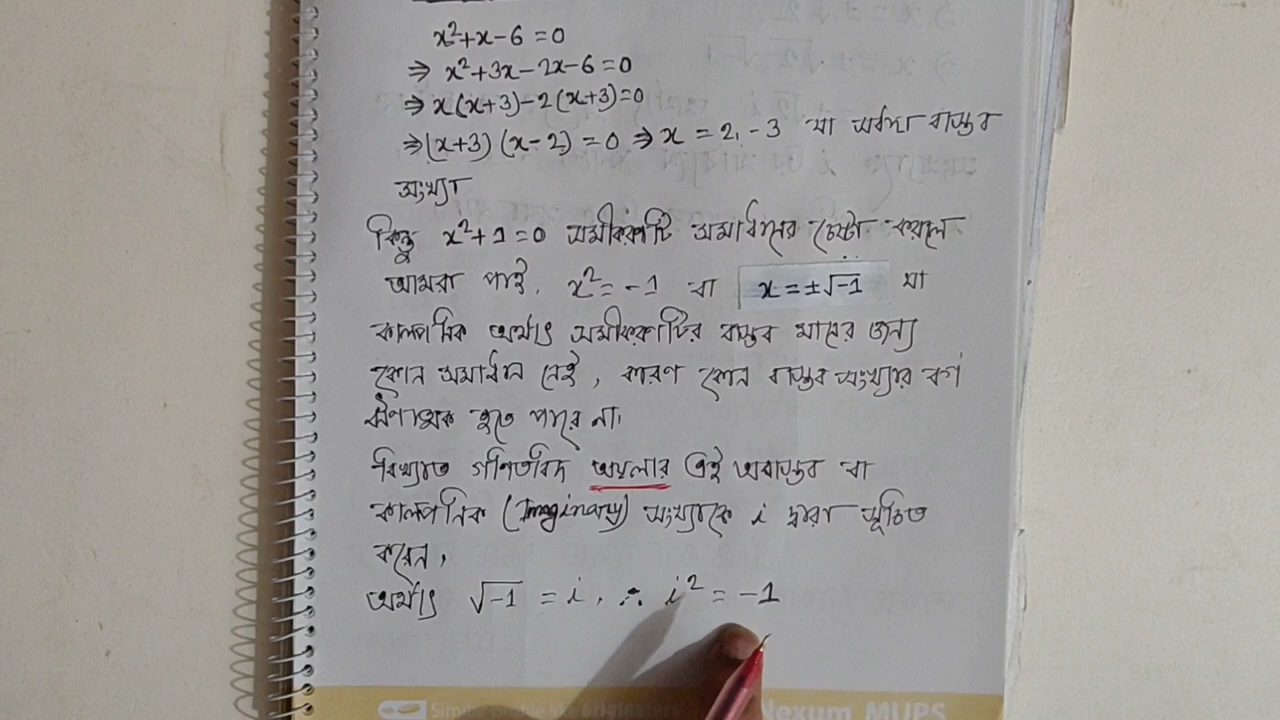 x²+x-6=0
⇒ x²+3x-2x-6=0
⇒ x(x+3)-2(x+3)=0
⇒(x+3)(x-2)=0 ⇒ x = 2, -3 যা সর্বদা বাস্তব
সংখ্যা
কিন্তু x²+1=0 সমীকরণটি সমাধানের চেষ্টা করলে
আমরা পাই, x²=-1 বা x=±√-1 যা
কাল্পনিক অর্থাৎ সমীকরণটির বাস্তব মানের জন্য
কোন সমাধান নেই, কারণ কোন বাস্তব সংখ্যার বর্গ
ঋণাত্মক হতে পারে না।
বিখ্যাত গণিতবিদ অয়লার এই অবাস্তব বা
কাল্পনিক (Imaginary) সংখ্যাকে i দ্বারা সূচিত
করেন,
অর্থাৎ √-1 = i, ∴ i² = -1
Nexum MUPS